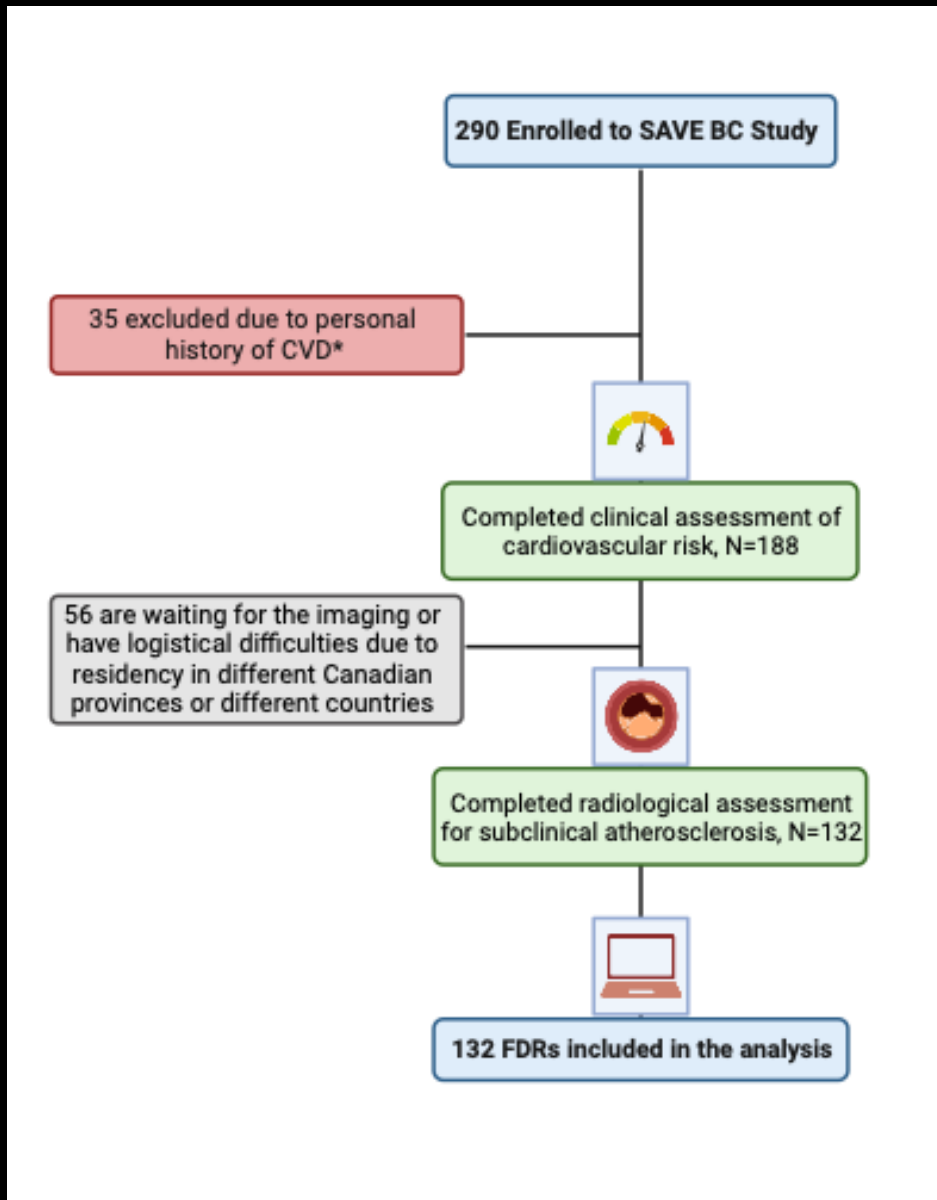 290 Enrolled to SAVE BC Study
35 excluded due to personal
history of CVD*
Completed clinical assessment of
cardiovascular risk, N=188
56 are waiting for the imaging or
have logistical difficulties due to
residency in different Canadian
provinces or different countries
Completed radiological assessment
for subclinical atherosclerosis, N=132
132 FDRs included in the analysis